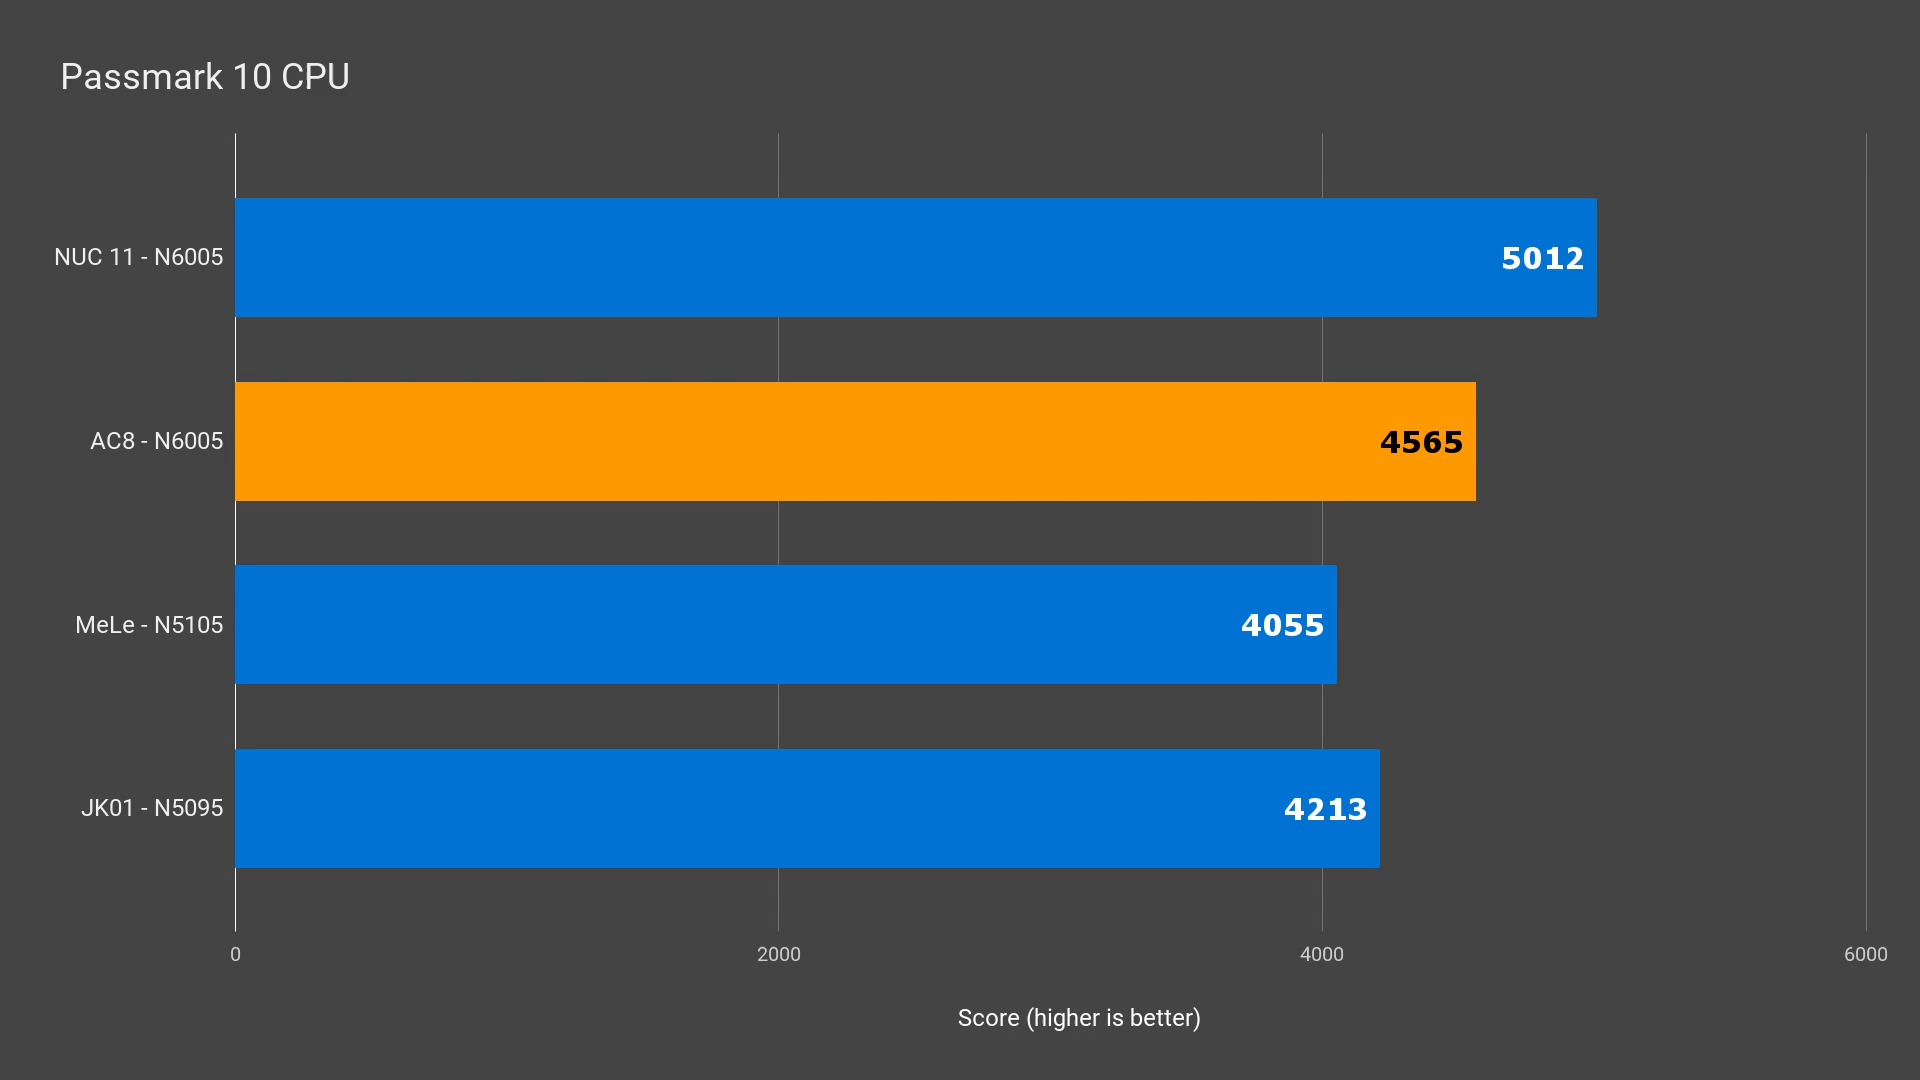 Passmark 10 CPU
NUC 11 - N6005
5012
AC8 - N6005
4565
MeLe - N5105
4055
JK01 - N5095
4213
0 2000 4000 6000
Score (higher is better)